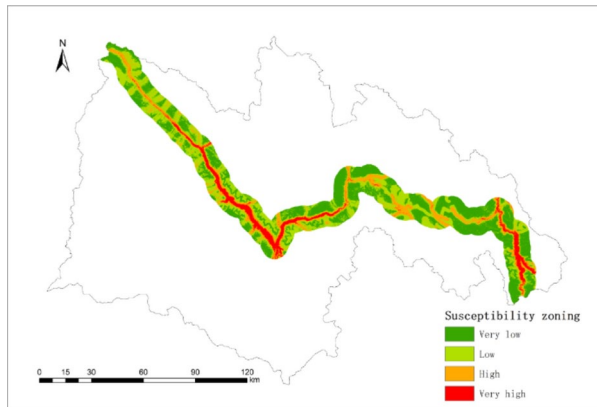 N
Susceptibility zoning
Very low
Low
High
Very high
0 15 30 60 90 120
km